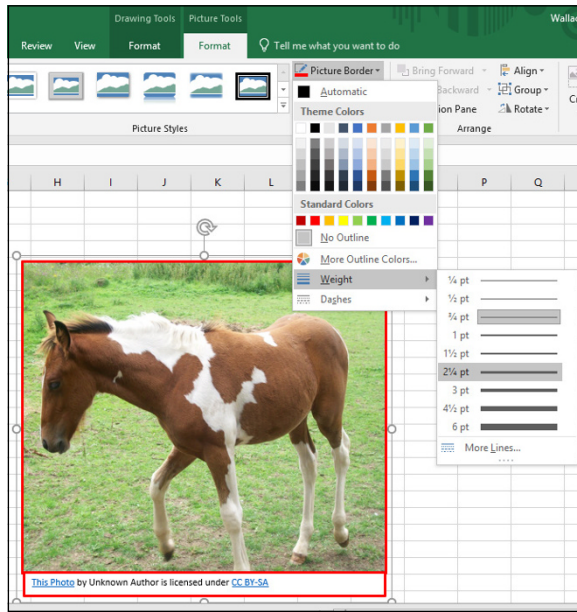 Drawing Tools Picture Tools Wallac
Review View Format Format Tell me what you want to do
Picture Border Bring Forward Align
Backward Group
ion Pane Rotate
Picture Styles Arrange
Automatic
Theme Colors
H I J K L P Q
Standard Colors
No Outline
More Outline Colors...
Weight
Dashes
¼ pt
½ pt
¾ pt
1 pt
1½ pt
2¼ pt
3 pt
4½ pt
6 pt
More Lines...
This Photo by Unknown Author is licensed under CC BY-SA